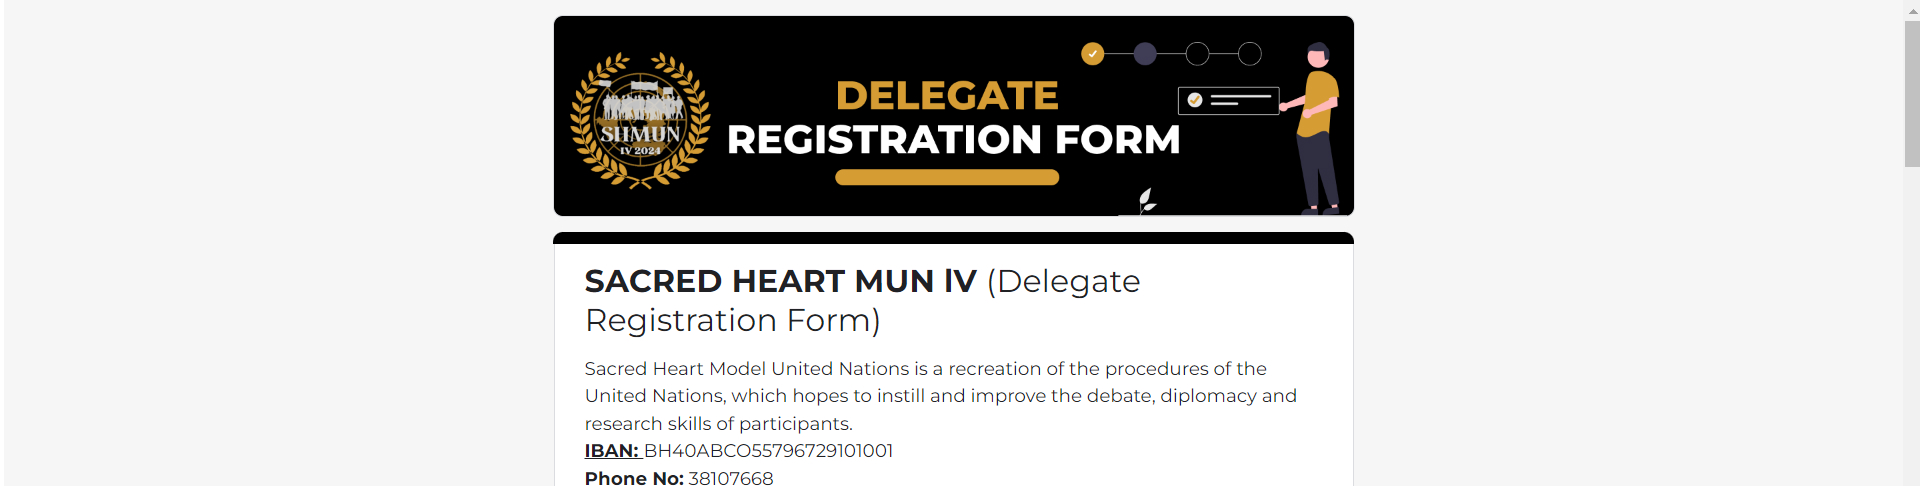 SHMUN
IV 2024
DELEGATE
REGISTRATION FORM
SACRED HEART MUN lV (Delegate
Registration Form)
Sacred Heart Model United Nations is a recreation of the procedures of the
United Nations, which hopes to instill and improve the debate, diplomacy and
research skills of participants.
IBAN: BH40ABCO55796729101001
Phone No: 38107668